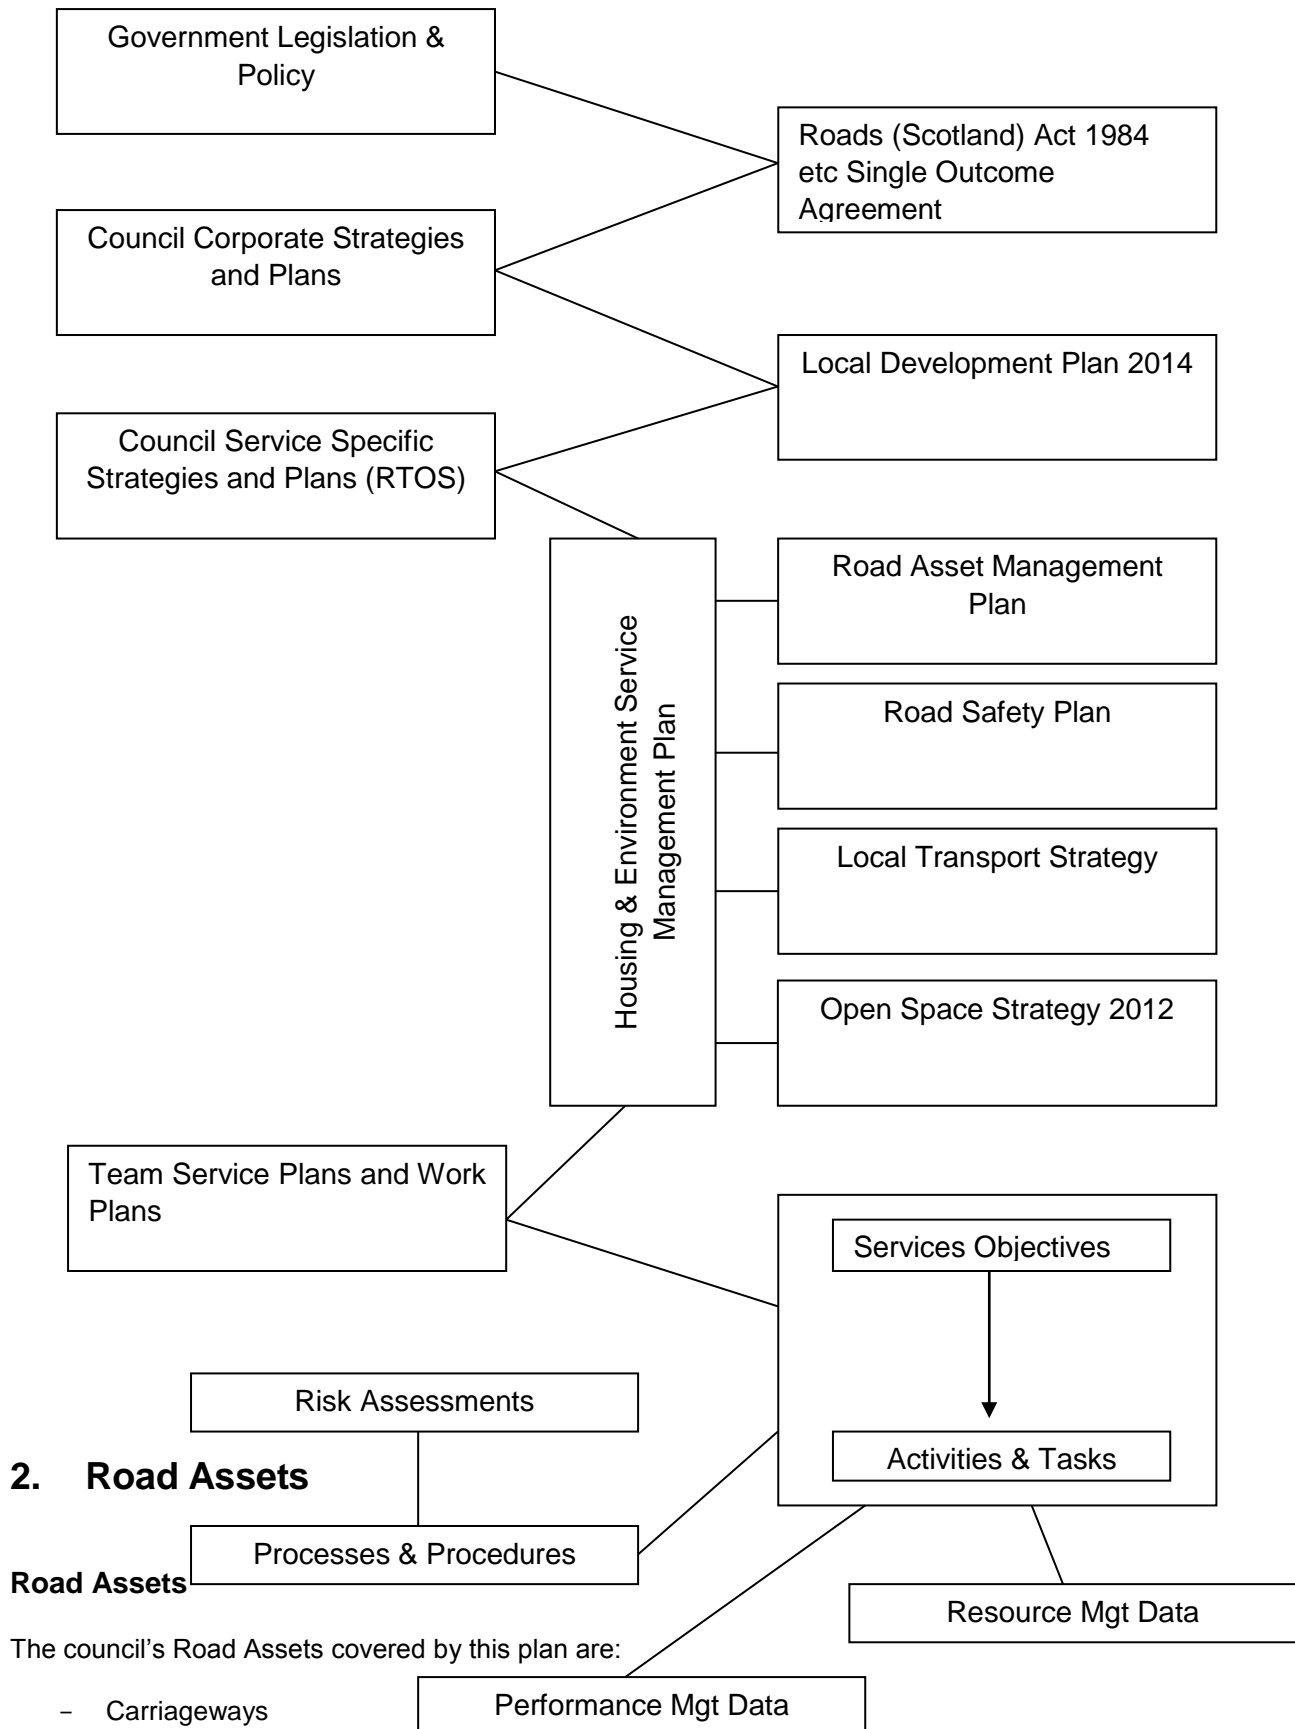 Government Legislation &
Policy
Roads (Scotland) Act 1984
etc Single Outcome
Agreement
Council Corporate Strategies
and Plans
Local Development Plan 2014
Council Service Specific
Strategies and Plans (RTOS)
Housing & Environment Service
Management Plan
Road Asset Management
Plan
Road Safety Plan
Local Transport Strategy
Open Space Strategy 2012
Team Service Plans and Work
Plans
Services Objectives
Activities & Tasks
Risk Assessments
2. Road Assets
Processes & Procedures
Road Assets
Resource Mgt Data
The council's Road Assets covered by this plan are:
Performance Mgt Data
- Carriageways